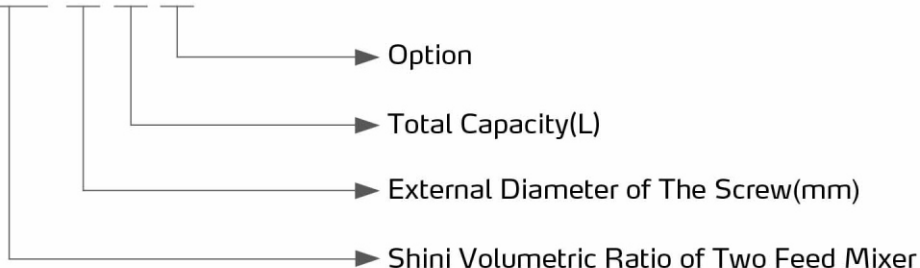 Option
Total Capacity(L)
External Diameter of The Screw(mm)
Shini Volumetric Ratio of Two Feed Mixer